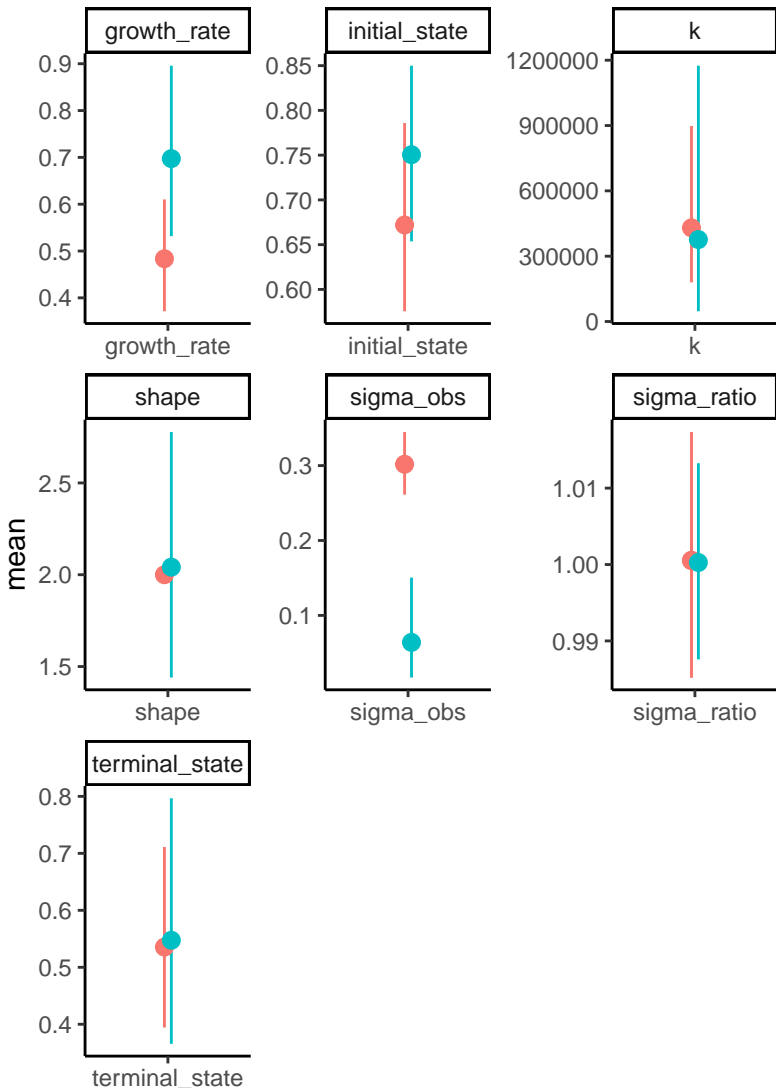 growth_rate
0.9
0.8
0.7
0.6
0.5
0.4
growth_rate
initial_state
0.85
0.80
0.75
0.70
0.65
0.60
initial_state
k
1200000
900000
600000
300000
0
k
mean
shape
2.5
2.0
1.5
shape
sigma_obs
0.3
0.2
0.1
sigma_obs
sigma_ratio
1.01
1.00
0.99
sigma_ratio
terminal_state
0.8
0.7
0.6
0.5
0.4
terminal_state